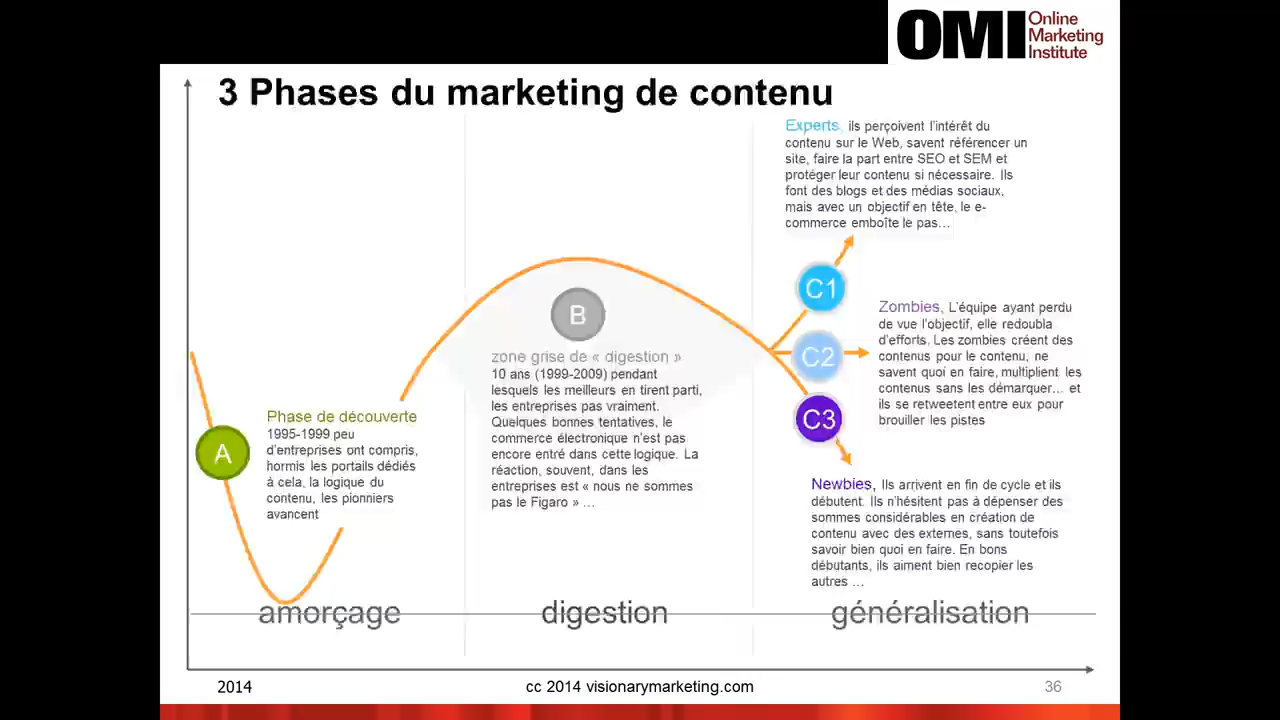 OMI Online
Marketing
Institute
3 Phases du marketing de contenu
Experts, ils perçoivent l'intérêt du
contenu sur le Web, savent référencer un
site, faire la part entre SEO et SEM et
protéger leur contenu si nécessaire. Ils
font des blogs et des médias sociaux,
mais avec un objectif en tête, le e-
commerce emboîte le pas…
C1
B
zone grise de « digestion »
10 ans (1999-2009) pendant
lesquels les meilleurs en tirent parti,
les entreprises pas vraiment.
Quelques bonnes tentatives, le
commerce électronique n'est pas
encore entré dans cette logique. La
réaction, souvent, dans les
entreprises est « nous ne sommes
pas le Figaro » …
C2
Zombies, L'équipe ayant perdu
de vue l'objectif, elle redoubla
d'efforts. Les zombies créent des
contenus pour le contenu, ne
savent quoi en faire, multiplient les
contenus sans les démarquer… et
ils se retweetent entre eux pour
brouiller les pistes
A
Phase de découverte
1995-1999 peu
d'entreprises ont compris,
hormis les portails dédiés
à cela, la logique du
contenu, les pionniers
avancent
C3
Newbies, Ils arrivent en fin de cycle et ils
débutent. Ils n'hésitent pas à dépenser des
sommes considérables en création de
contenu avec des externes, sans toutefois
savoir bien quoi en faire. En bons
débutants, ils aiment bien recopier les
autres …
amorçage
digestion
généralisation
2014
cc 2014 visionarymarketing.com
36